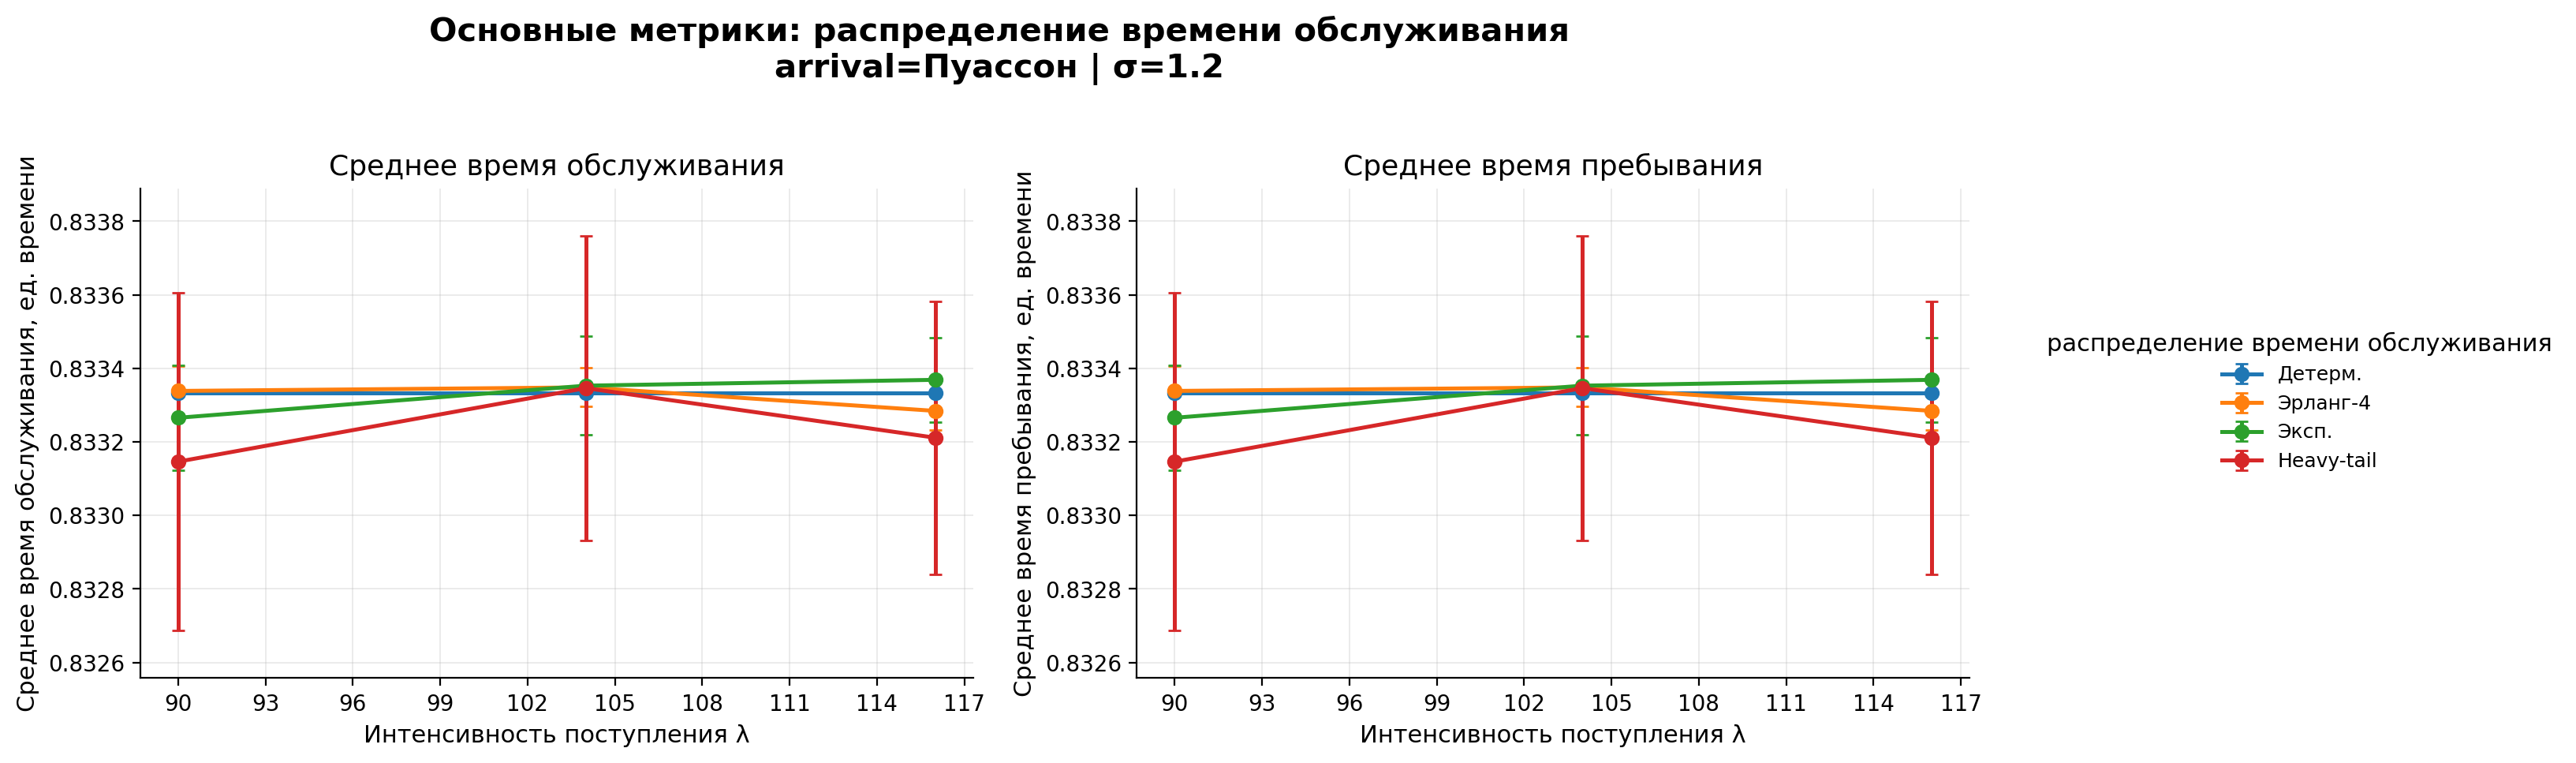 Основные метрики: распределение времени обслуживания
arrival=Пуассон | σ=1.2
Среднее время обслуживания
Среднее время обслуживания, ед. времени
0.8338
0.8336
0.8334
0.8332
0.8330
0.8328
0.8326
90 93 96 99 102 105 108 111 114 117
Интенсивность поступления λ
Среднее время пребывания
Среднее время пребывания, ед. времени
0.8338
0.8336
0.8334
0.8332
0.8330
0.8328
0.8326
90 93 96 99 102 105 108 111 114 117
Интенсивность поступления λ
распределение времени обслуживания
Детерм.
Эрланг-4
Эксп.
Heavy-tail